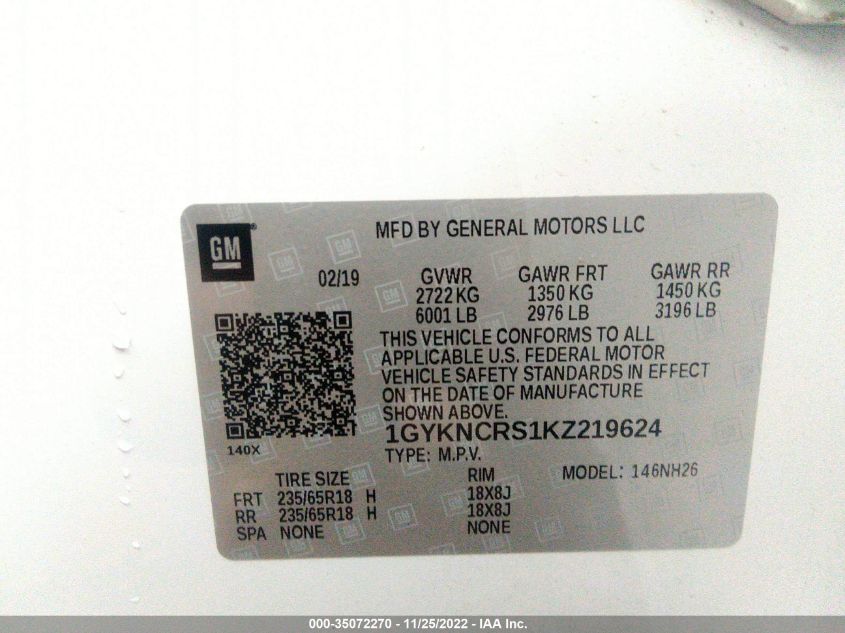 GM
MFD BY GENERAL MOTORS LLC
02/19 GVWR GAWR FRT GAWR RR
2722 KG 1350 KG 1450 KG
6001 LB 2976 LB 3196 LB
THIS VEHICLE CONFORMS TO ALL
APPLICABLE U.S. FEDERAL MOTOR
VEHICLE SAFETY STANDARDS IN EFFECT
ON THE DATE OF MANUFACTURE
SHOWN ABOVE.
1GYKNCRS1KZ219624
140X TYPE: M.P.V.
TIRE SIZE RIM MODEL: 146NH26
FRT 235/65R18 H 18X8J
RR 235/65R18 H 18X8J
SPA NONE NONE
000-35072270 - 11/25/2022 - IAA Inc.